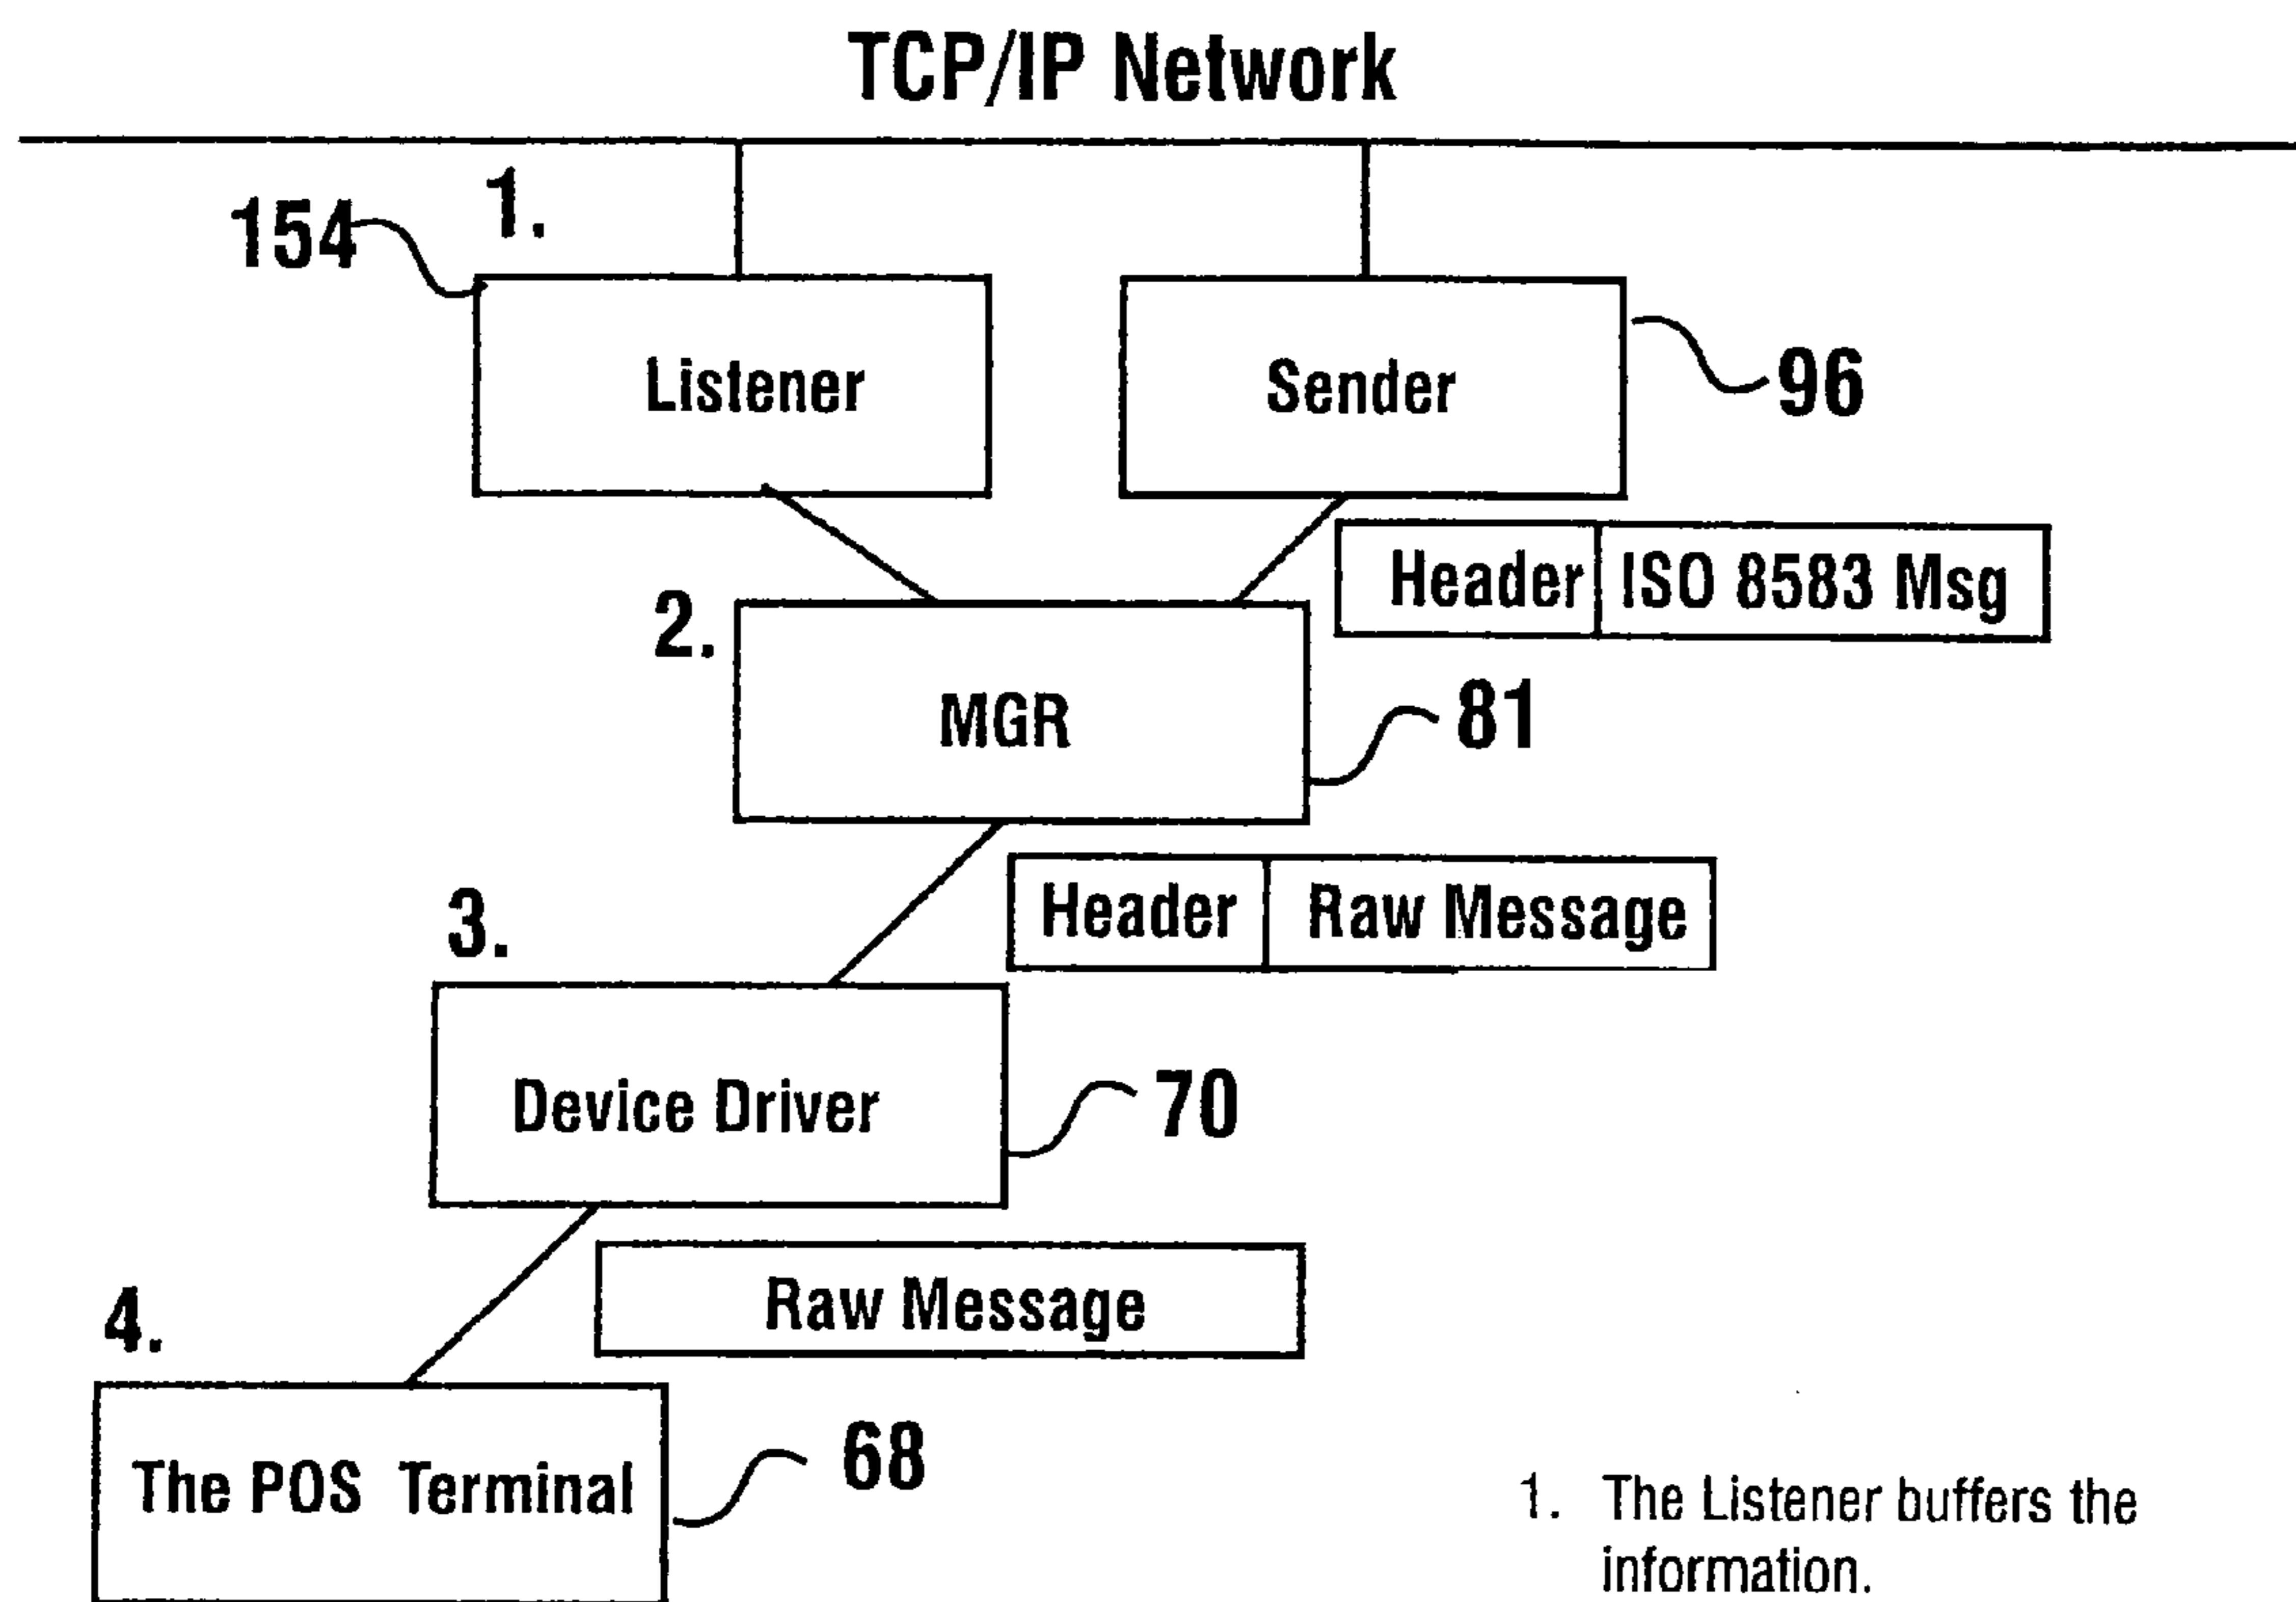 TCP/IP Network
1.
154
Listener
Sender
96
Header ISO 8583 Msg
2.
MGR
81
Header Raw Message
3.
Device Driver
70
Raw Message
4.
The POS Terminal
68
1. The Listener buffers the
information.